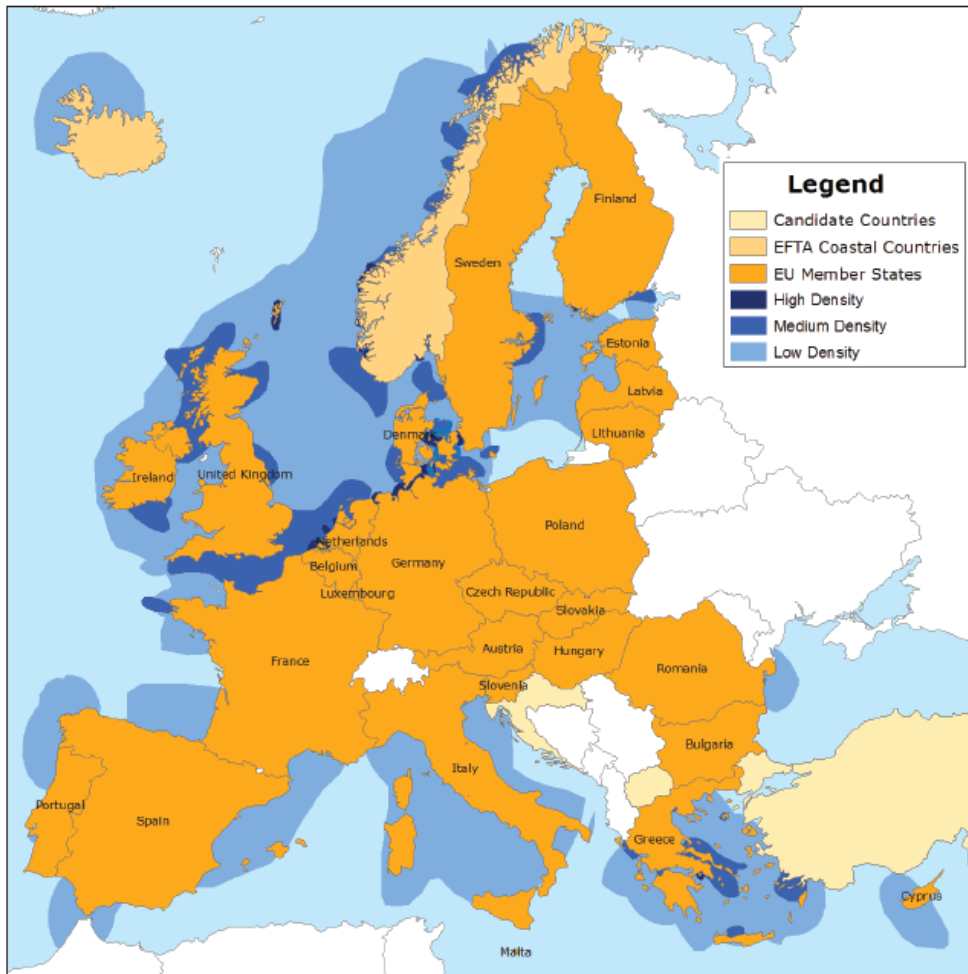 Legend
Candidate Countries
EFTA Coastal Countries
EU Member States
High Density
Medium Density
Low Density
Finland
Sweden
Estonia
Latvia
Lithuania
Denmark
Ireland
United Kingdom
Netherlands
Belgium
Luxembourg
Germany
Poland
Czech Republic
Slovakia
Austria
Hungary
France
Slovenia
Romania
Bulgaria
Italy
Portugal
Spain
Greece
Cyprus
Malta